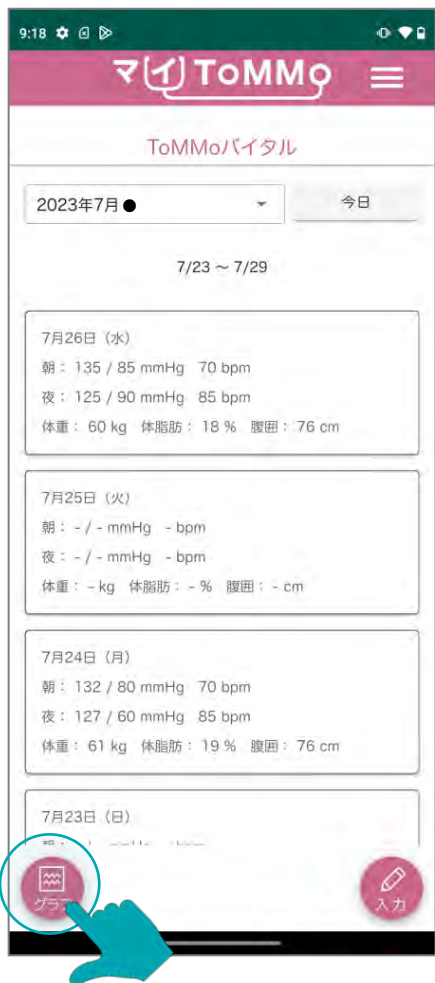 9:18
マイ ToMMo
ToMMoバイタル
2023年7月 ●
今日
7/23 ～ 7/29
7月26日（水）
朝： 135 / 85 mmHg 70 bpm
夜： 125 / 90 mmHg 85 bpm
体重： 60 kg 体脂肪： 18 % 腹囲： 76 cm
7月25日（火）
朝： - / - mmHg - bpm
夜： - / - mmHg - bpm
体重： - kg 体脂肪： - % 腹囲： - cm
7月24日（月）
朝： 132 / 80 mmHg 70 bpm
夜： 127 / 60 mmHg 85 bpm
体重： 61 kg 体脂肪： 19 % 腹囲： 76 cm
7月23日（日）
グラフ
入力